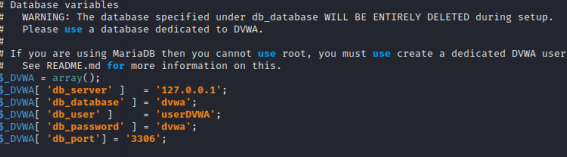 # Database variables
#   WARNING: The database specified under db_database WILL BE ENTIRELY DELETED during setup.
#   Please use a database dedicated to DVWA.
#
# If you are using MariaDB then you cannot use root, you must use create a dedicated DVWA user
#   See README.md for more information on this.
$_DVWA = array();
$_DVWA[ 'db_server' ]   = '127.0.0.1';
$_DVWA[ 'db_database' ] = 'dvwa';
$_DVWA[ 'db_user' ]     = 'userDVWA';
$_DVWA[ 'db_password' ] = 'dvwa';
$_DVWA[ 'db_port'] = '3306';